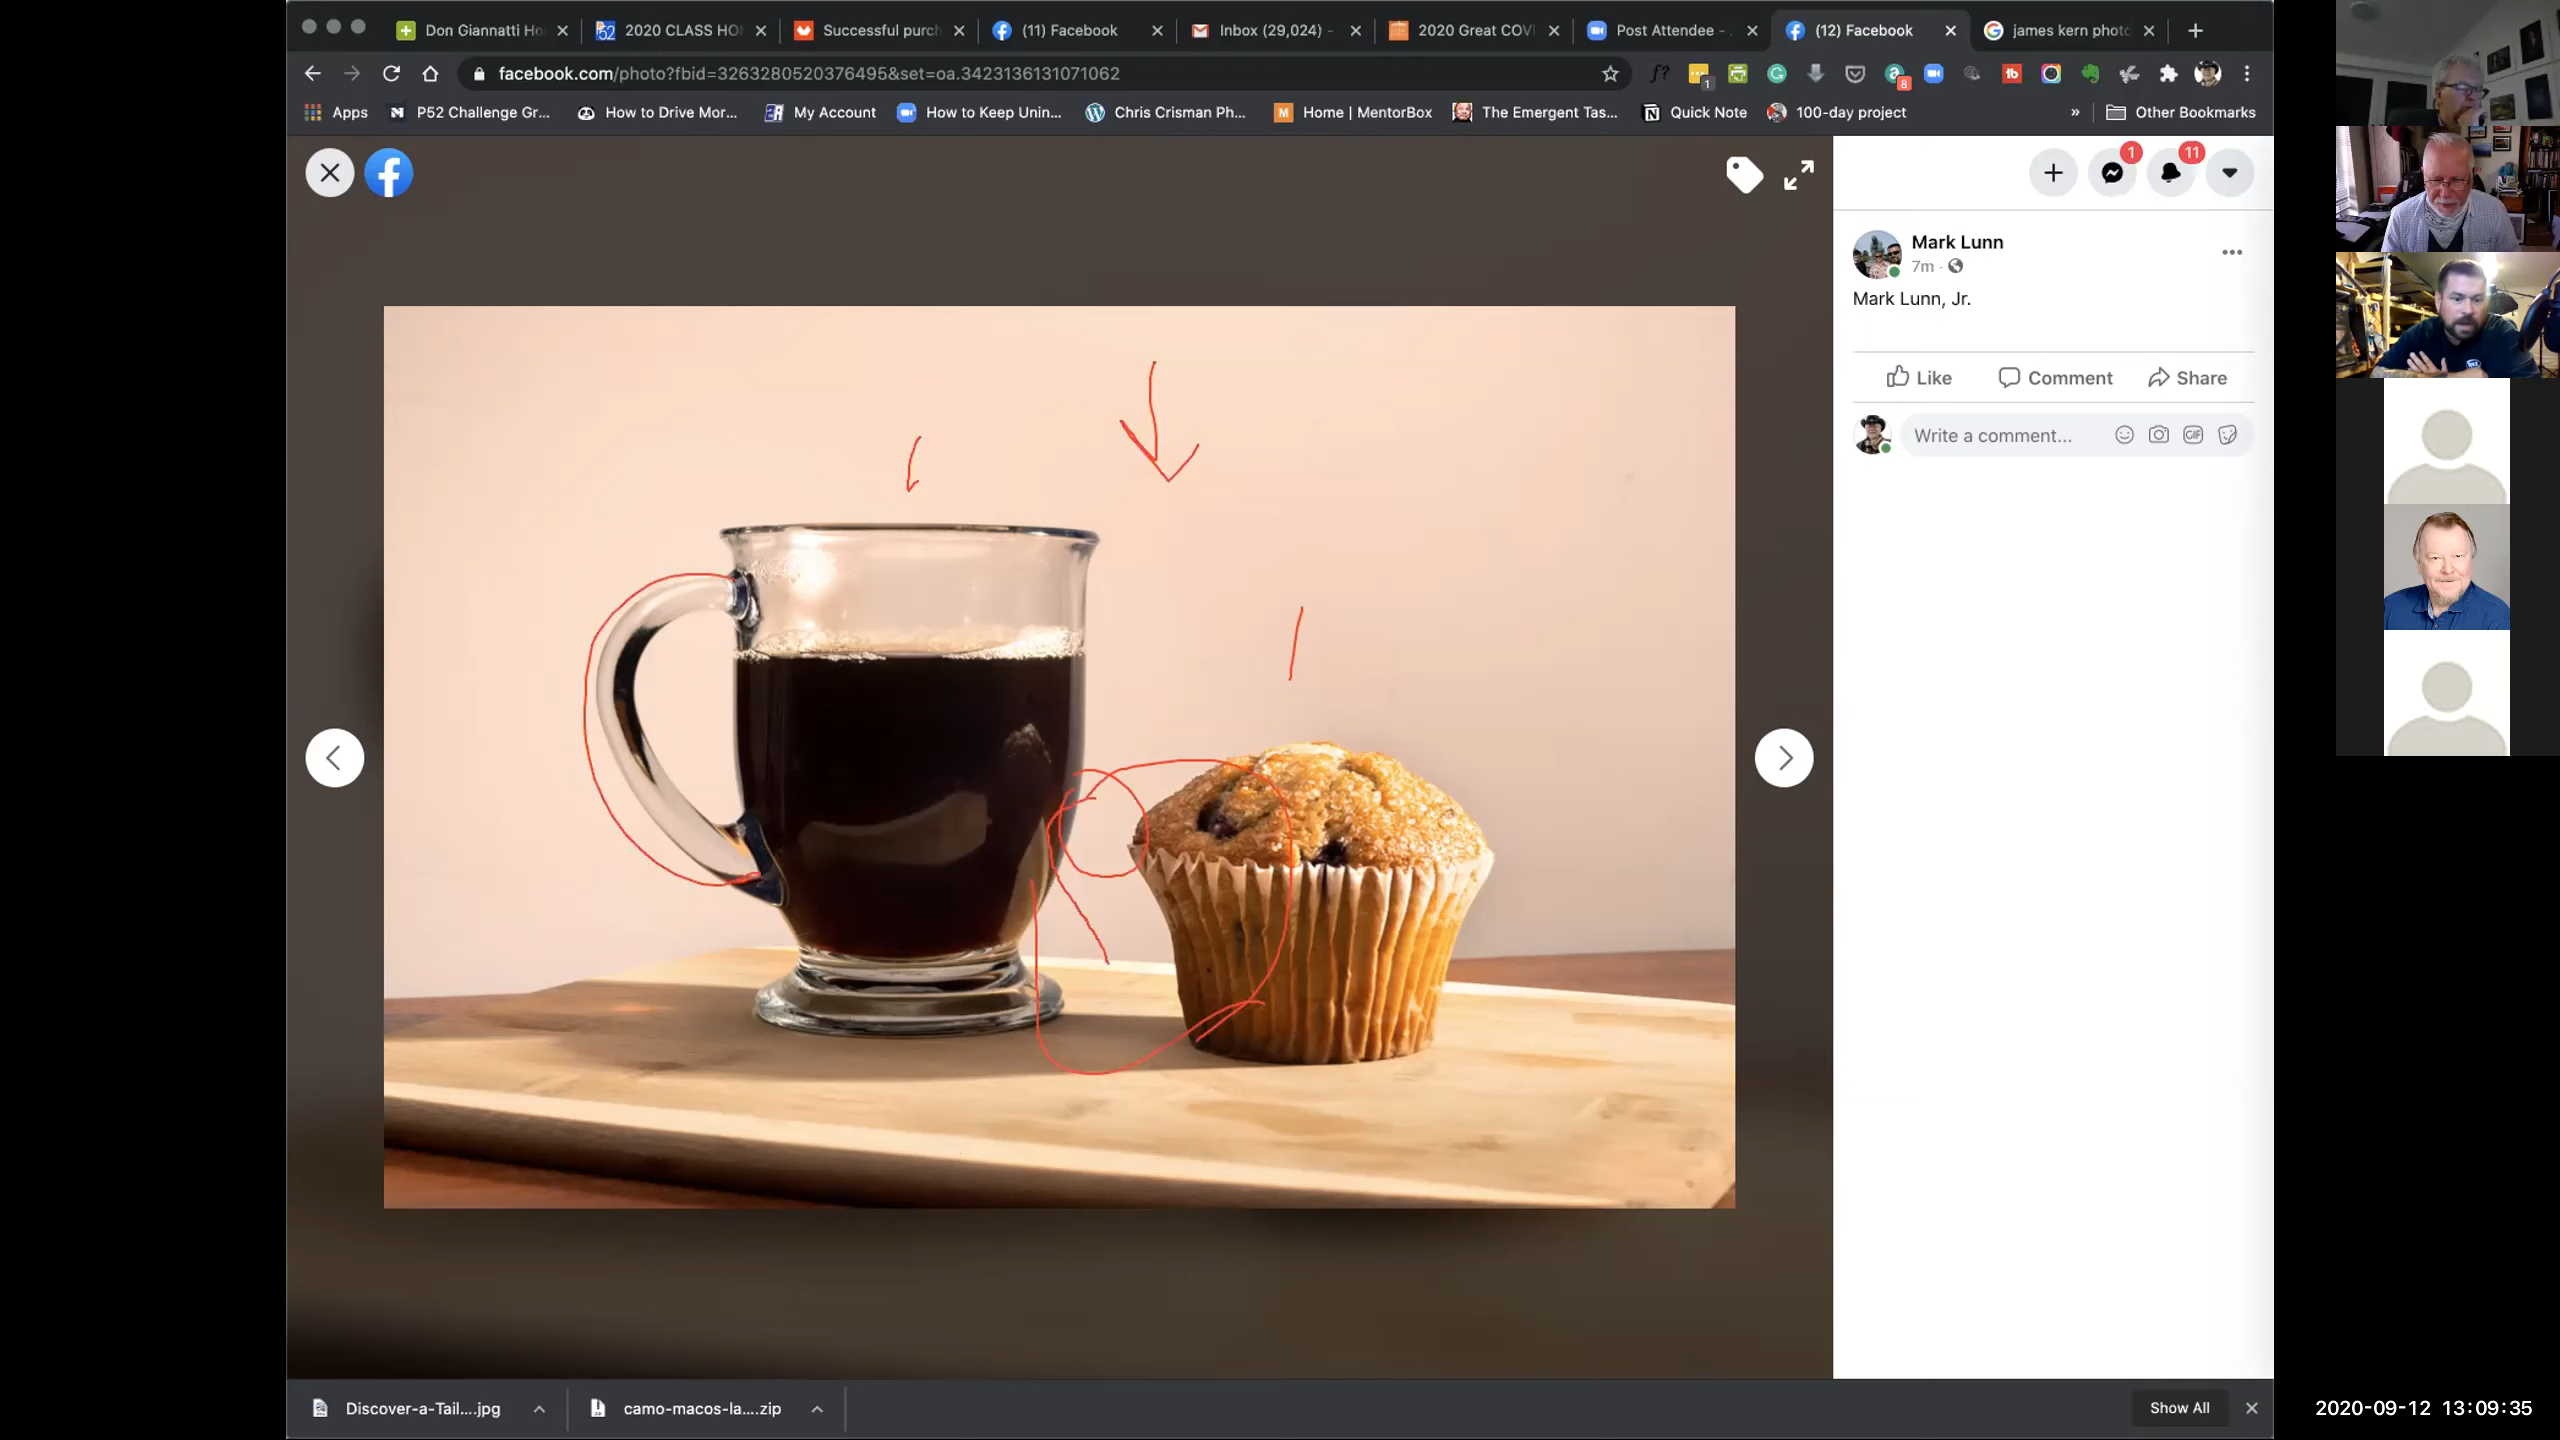 Don Giannatti Ho
2020 CLASS HO
Successful purch
(11) Facebook
Inbox (29,024) -
2020 Great COV
Post Attendee -
(12) Facebook
james kern photo
facebook.com/photo?fbid=3263280520376495&set=oa.3423136131071062
Apps
P52 Challenge Gr...
How to Drive Mor...
My Account
How to Keep Unin...
Chris Crisman Ph...
Home | MentorBox
The Emergent Tas...
Quick Note
100-day project
»
Other Bookmarks
1
11
Mark Lunn
7m ·
Mark Lunn, Jr.
Like
Comment
Share
Write a comment...
GIF
Discover-a-Tail....jpg
camo-macos-la....zip
Show All
2020-09-12 13:09:35